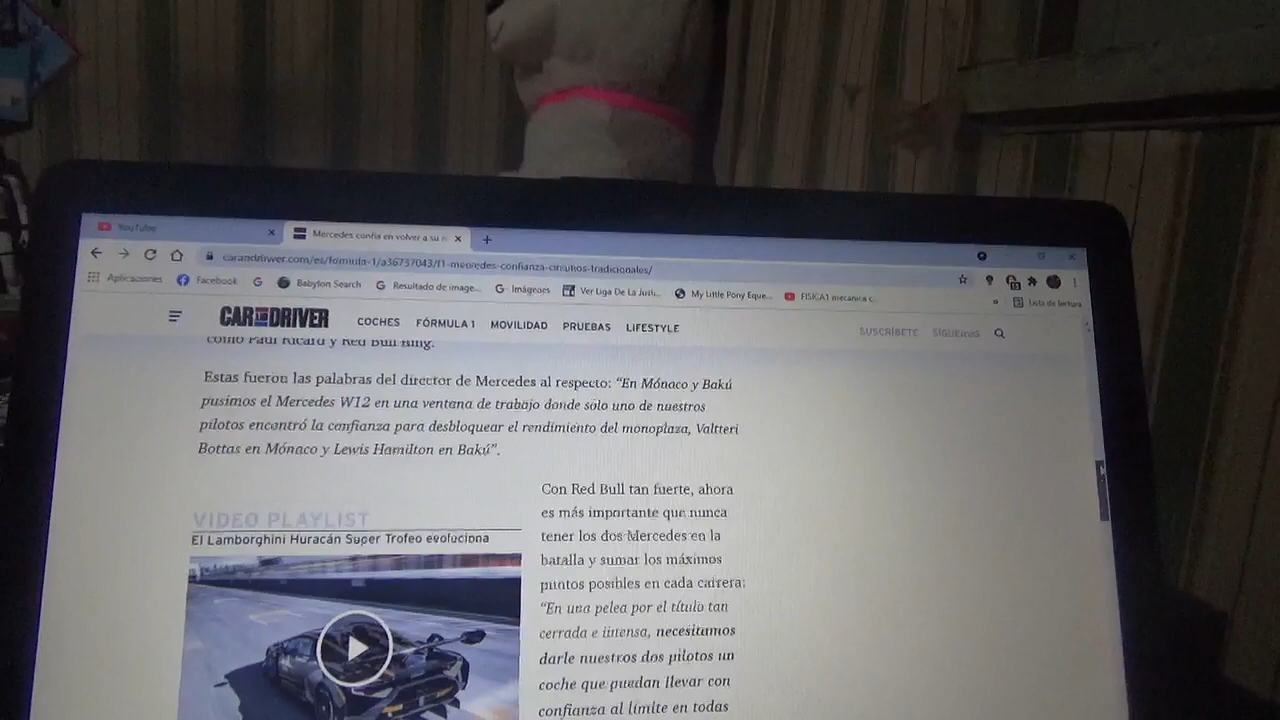 YouTube
Mercedes confía en volver a su
carandriver.com/es/formula-1/a36737043/f1-mercedes-confianza-circuitos-tradicionales/
Aplicaciones Facebook Babylon Search Resultado de image... Imágenes Ver Liga De La Justi... My Little Pony Eque... FISICA1 mecanica c...
Lista de lectura
CAR AND DRIVER COCHES FÓRMULA 1 MOVILIDAD PRUEBAS LIFESTYLE SUSCRÍBETE SÍGUENOS
como Paul Ricard y Red Bull Ring.
Estas fueron las palabras del director de Mercedes al respecto: “En Mónaco y Bakú
pusimos el Mercedes W12 en una ventana de trabajo donde solo uno de nuestros
pilotos encontró la confianza para desbloquear el rendimiento del monoplaza, Valtteri
Bottas en Mónaco y Lewis Hamilton en Bakú”.
VIDEO PLAYLIST
El Lamborghini Huracán Super Trofeo evoluciona
Con Red Bull tan fuerte, ahora
es más importante que nunca
tener los dos Mercedes en la
batalla y sumar los máximos
puntos posibles en cada carrera:
“En una pelea por el título tan
cerrada e intensa, necesitamos
darle nuestros dos pilotos un
coche que puedan llevar con
confianza al límite en todas